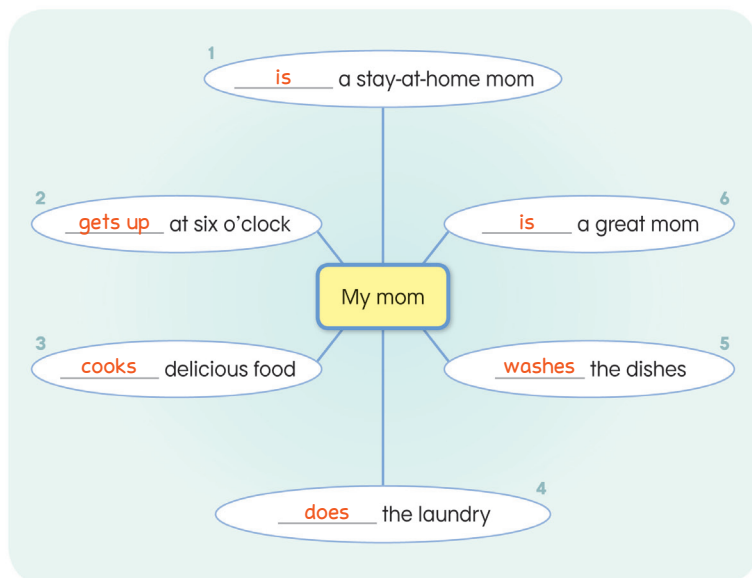 1
is a stay-at-home mom
2
gets up at six o'clock
3
cooks delicious food
4
does the laundry
5
washes the dishes
6
is a great mom
My mom